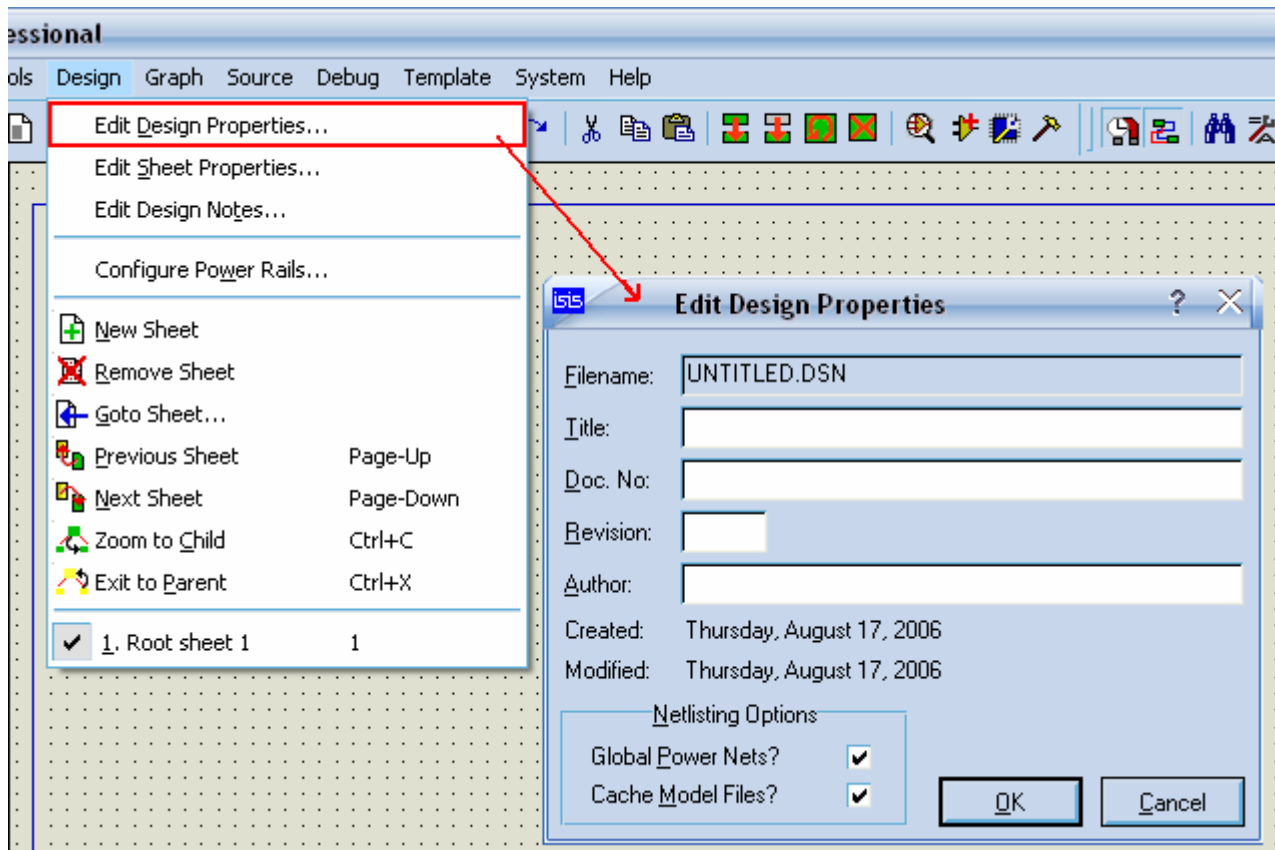 essional
ols Design Graph Source Debug Template System Help
Edit Design Properties...
Edit Sheet Properties...
Edit Design Notes...
Configure Power Rails...
New Sheet
Remove Sheet
Goto Sheet...
Previous Sheet Page-Up
Next Sheet Page-Down
Zoom to Child Ctrl+C
Exit to Parent Ctrl+X
1. Root sheet 1 1
isis Edit Design Properties ?
Filename: UNTITLED.DSN
Title:
Doc. No:
Revision:
Author:
Created: Thursday, August 17, 2006
Modified: Thursday, August 17, 2006
Netlisting Options
Global Power Nets?
Cache Model Files?
OK Cancel